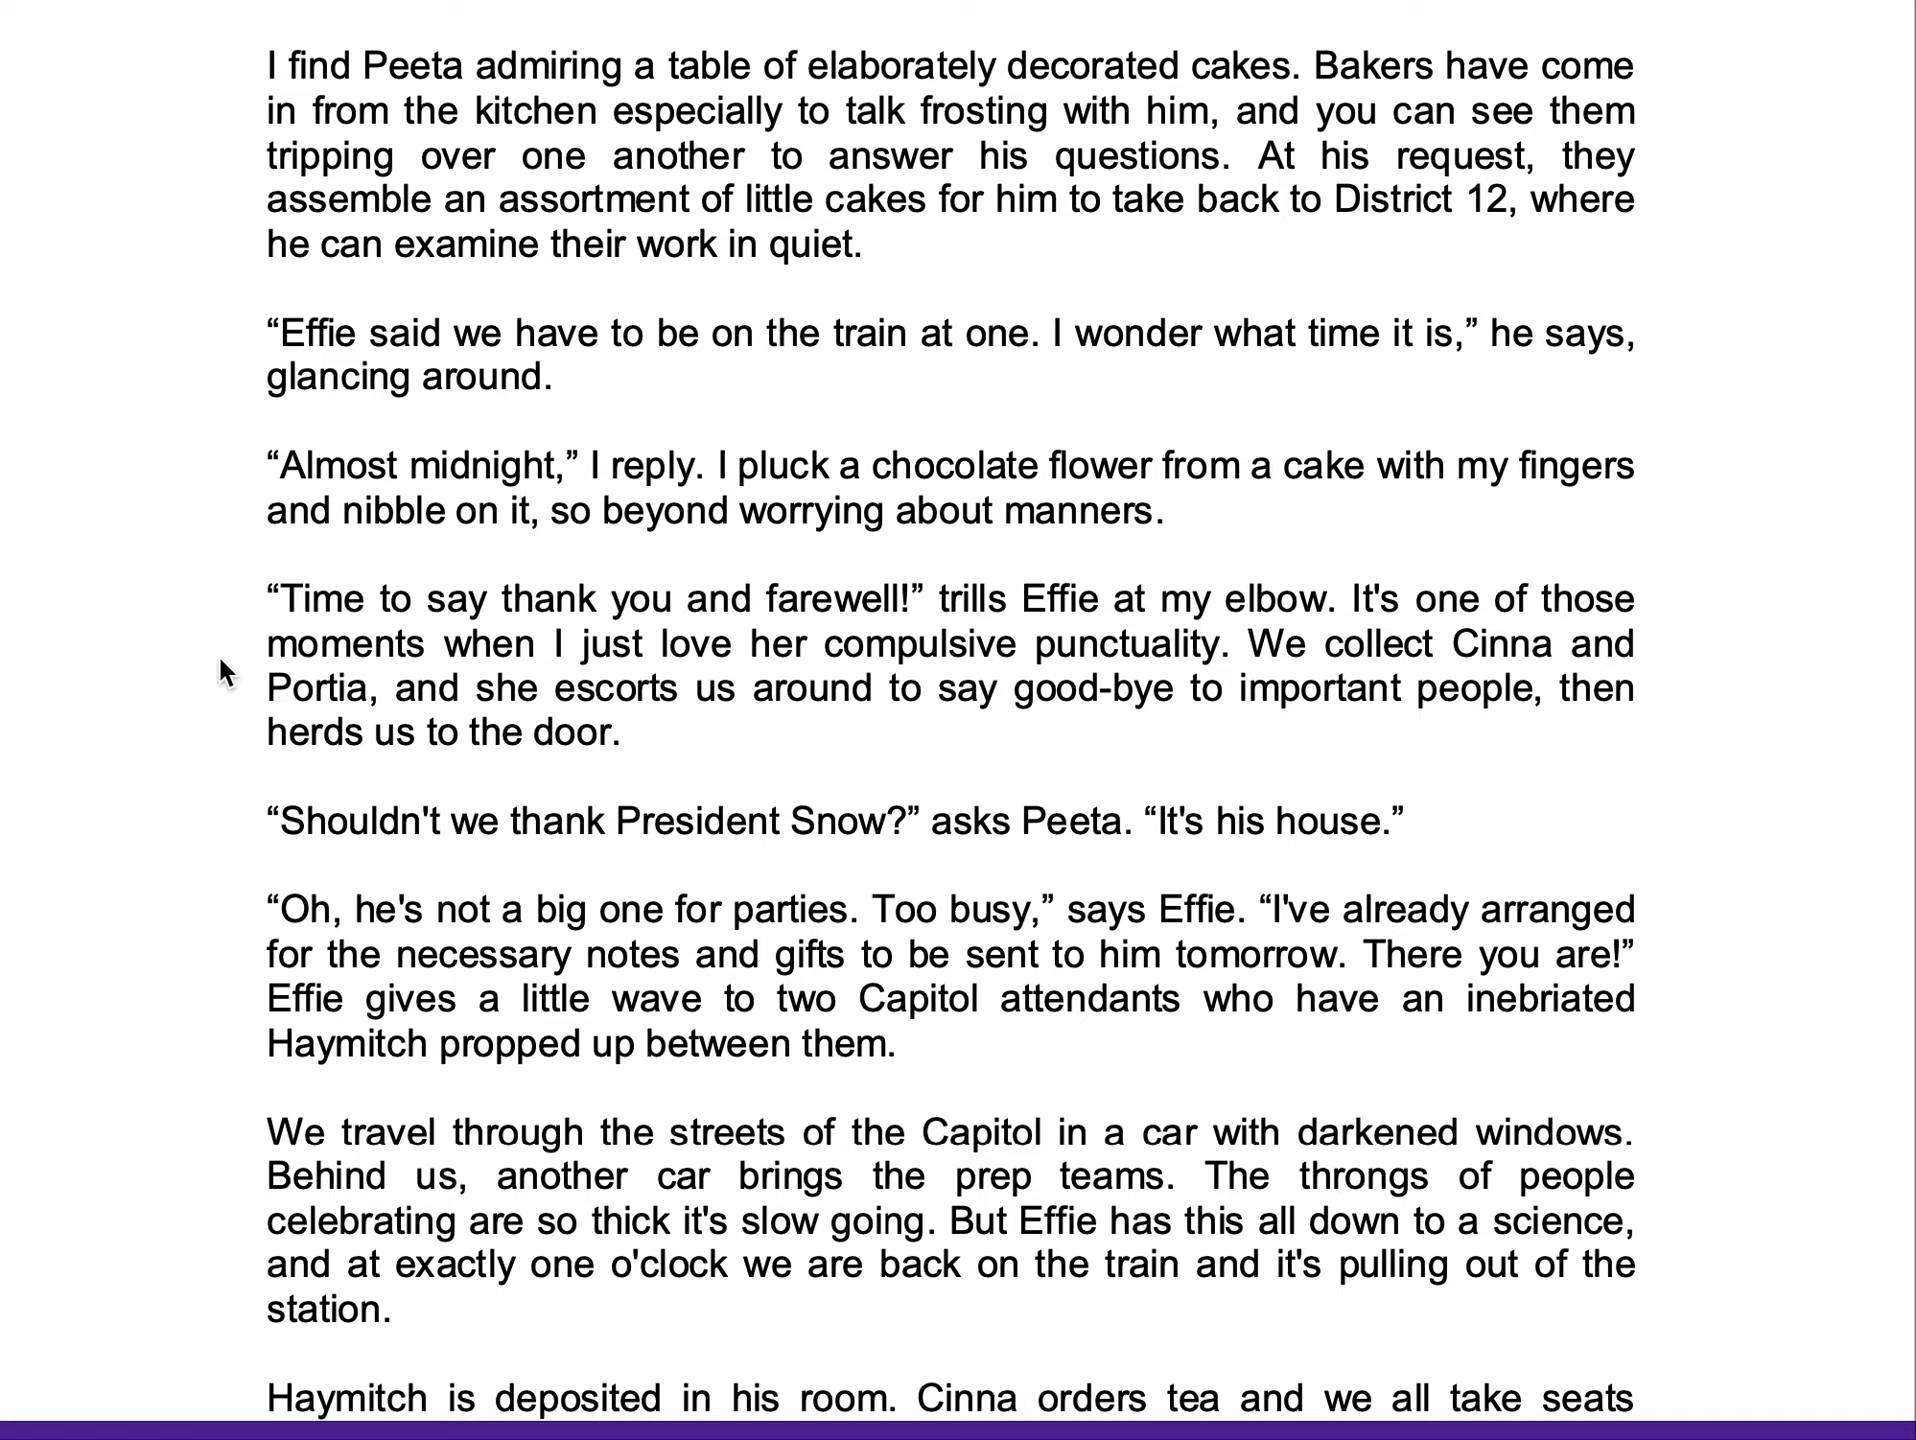 I find Peeta admiring a table of elaborately decorated cakes. Bakers have come
in from the kitchen especially to talk frosting with him, and you can see them
tripping over one another to answer his questions. At his request, they
assemble an assortment of little cakes for him to take back to District 12, where
he can examine their work in quiet.
“Effie said we have to be on the train at one. I wonder what time it is,” he says,
glancing around.
“Almost midnight,” I reply. I pluck a chocolate flower from a cake with my fingers
and nibble on it, so beyond worrying about manners.
“Time to say thank you and farewell!” trills Effie at my elbow. It's one of those
moments when I just love her compulsive punctuality. We collect Cinna and
Portia, and she escorts us around to say good-bye to important people, then
herds us to the door.
“Shouldn't we thank President Snow?” asks Peeta. “It's his house.”
“Oh, he's not a big one for parties. Too busy,” says Effie. “I've already arranged
for the necessary notes and gifts to be sent to him tomorrow. There you are!”
Effie gives a little wave to two Capitol attendants who have an inebriated
Haymitch propped up between them.
We travel through the streets of the Capitol in a car with darkened windows.
Behind us, another car brings the prep teams. The throngs of people
celebrating are so thick it's slow going. But Effie has this all down to a science,
and at exactly one o'clock we are back on the train and it's pulling out of the
station.
Haymitch is deposited in his room. Cinna orders tea and we all take seats